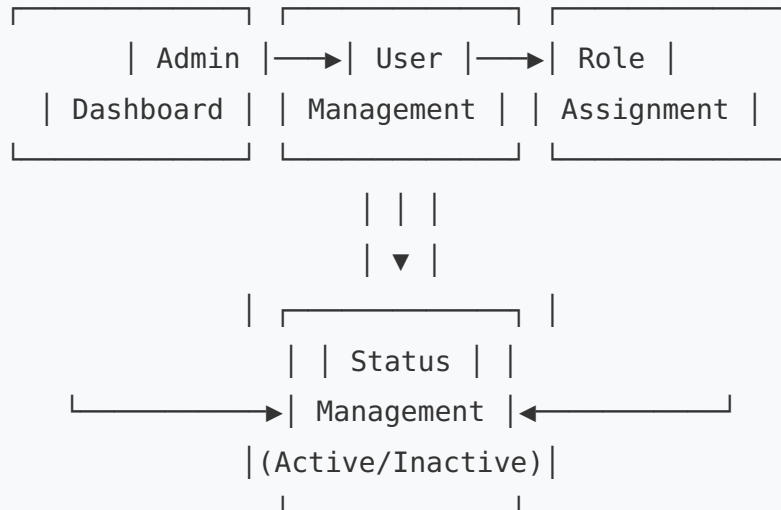 Admin User Role
Dashboard Management Assignment
Status
Management
(Active/Inactive)